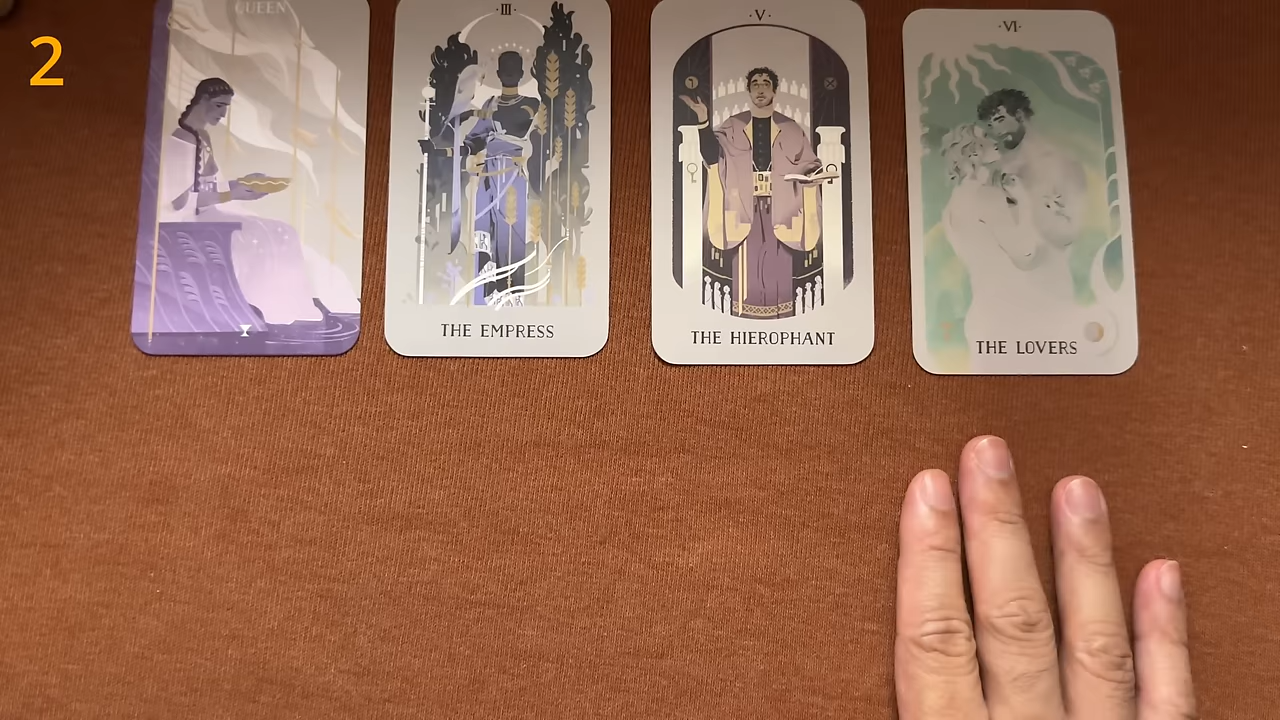 2
QUEEN
·III·
·V·
·VI·
THE EMPRESS
THE HIEROPHANT
THE LOVERS